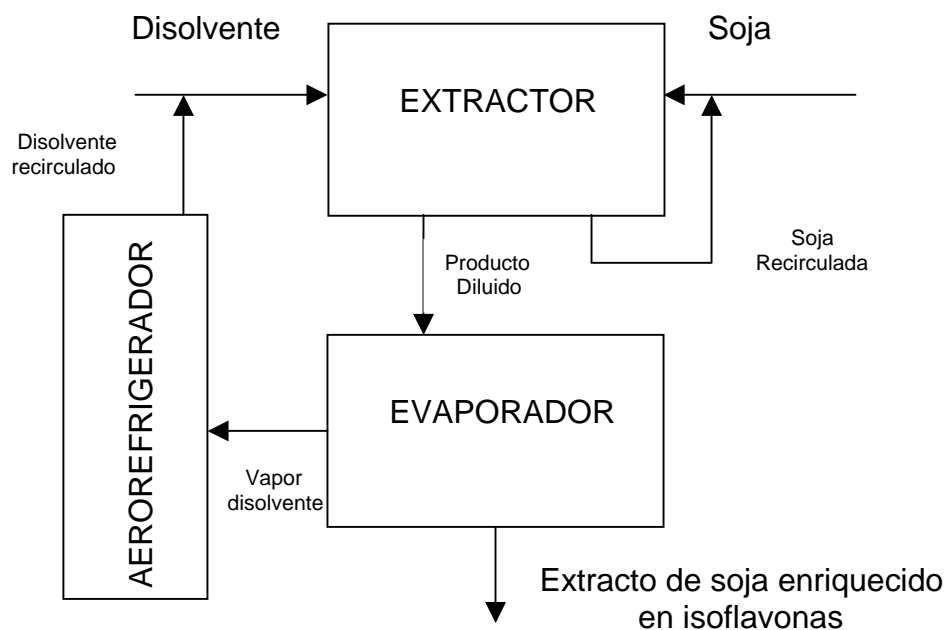 Disolvente
Soja
EXTRACTOR
Disolvente
recirculado
Soja
Recirculada
Producto
Diluido
AEROREFRIGERADOR
EVAPORADOR
Vapor
disolvente
Extracto de soja enriquecido
en isoflavonas